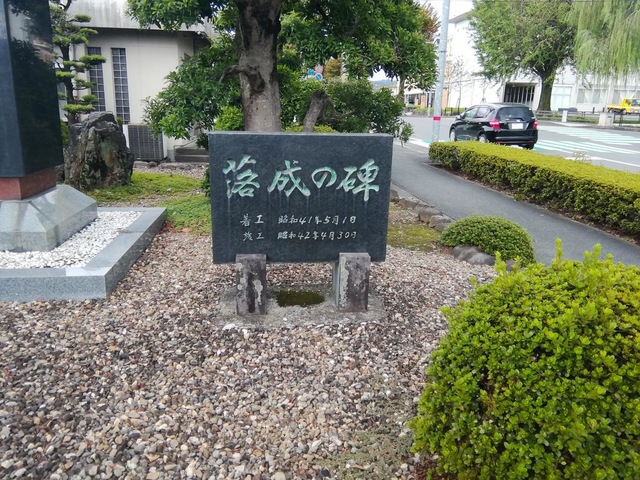 落成の碑
着工 昭和41年5月1日
竣工 昭和42年4月30日